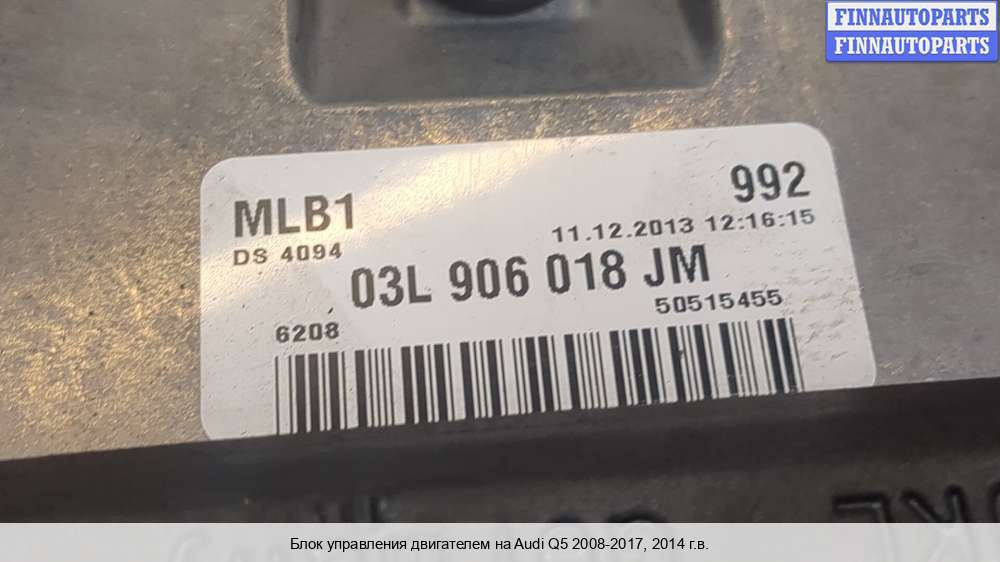 FINNAUTOPARTS
FINNAUTOPARTS
MLB1
992
DS 4094
11.12.2013 12:16:15
03L 906 018 JM
6208
50515455
Блок управления двигателем на Audi Q5 2008-2017, 2014 г.в.